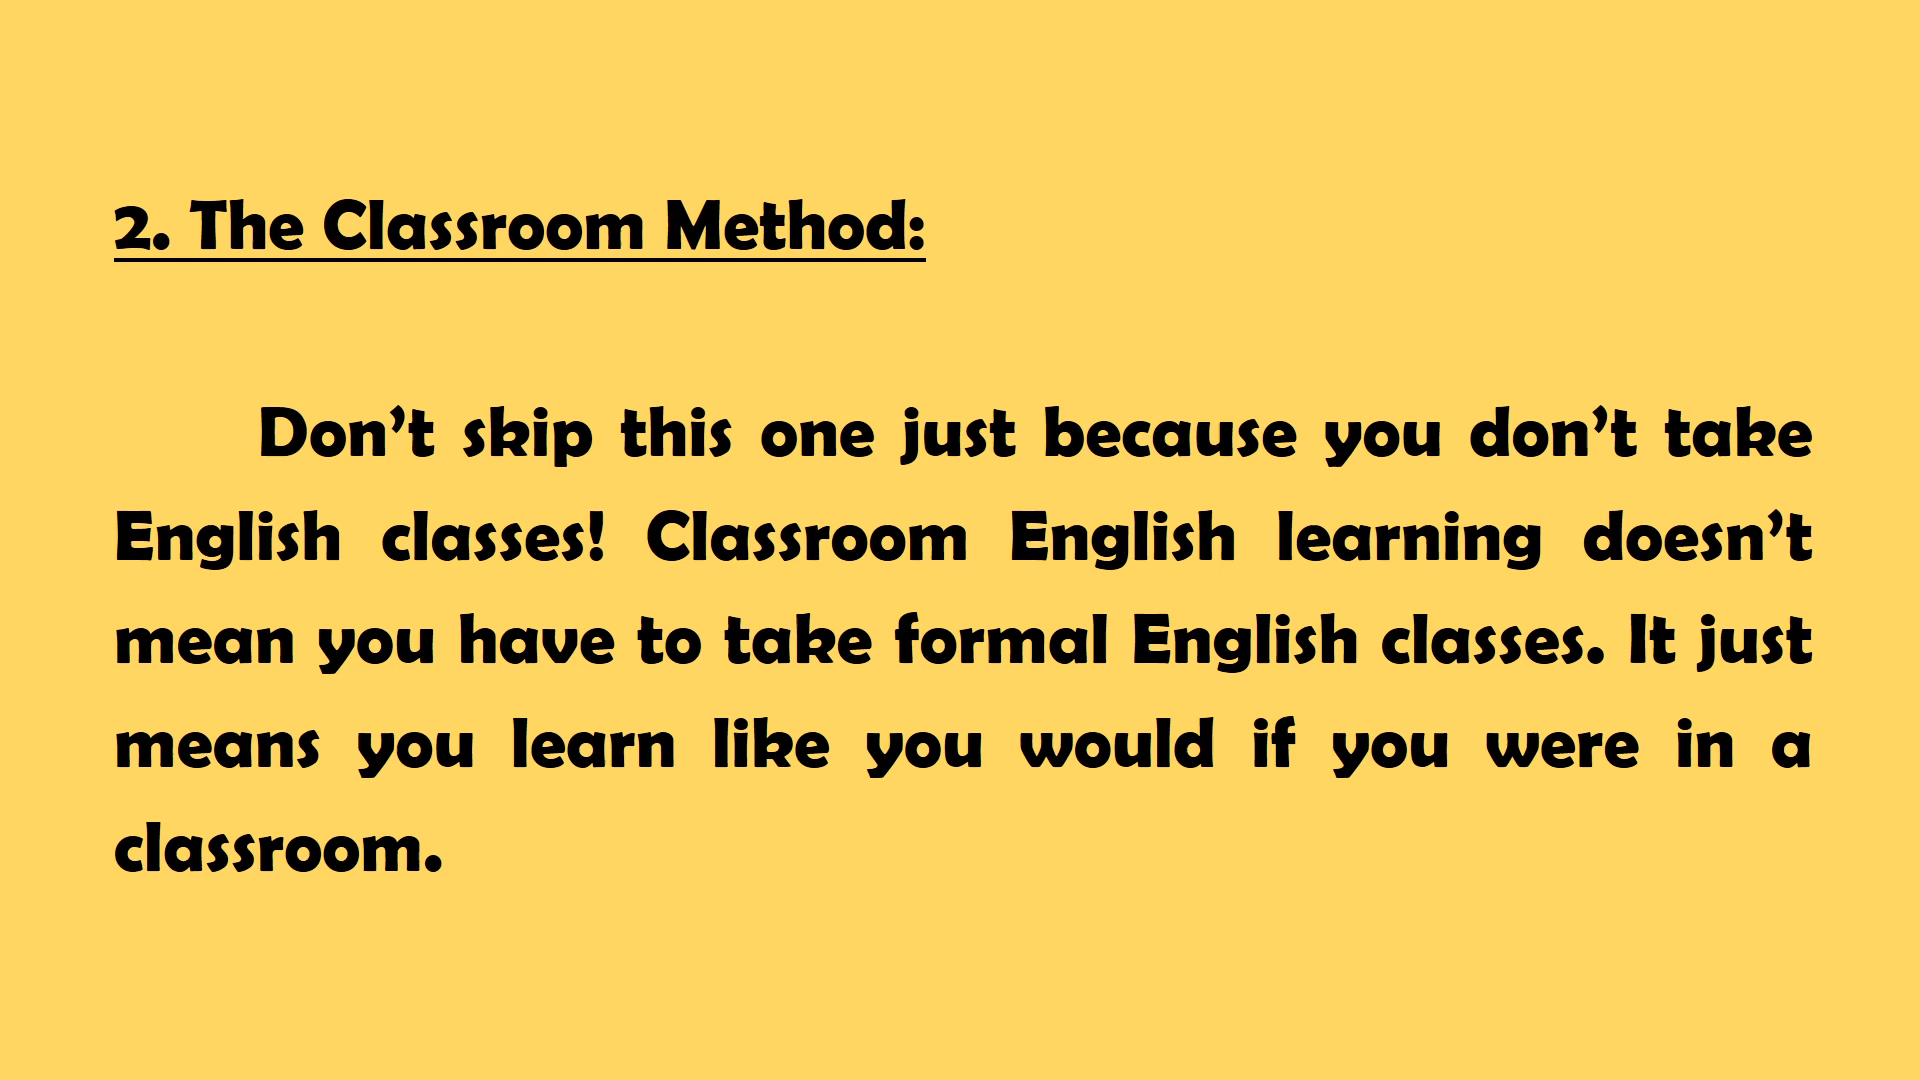 2. The Classroom Method:
Don’t skip this one just because you don’t take
English classes! Classroom English learning doesn’t
mean you have to take formal English classes. It just
means you learn like you would if you were in a
classroom.